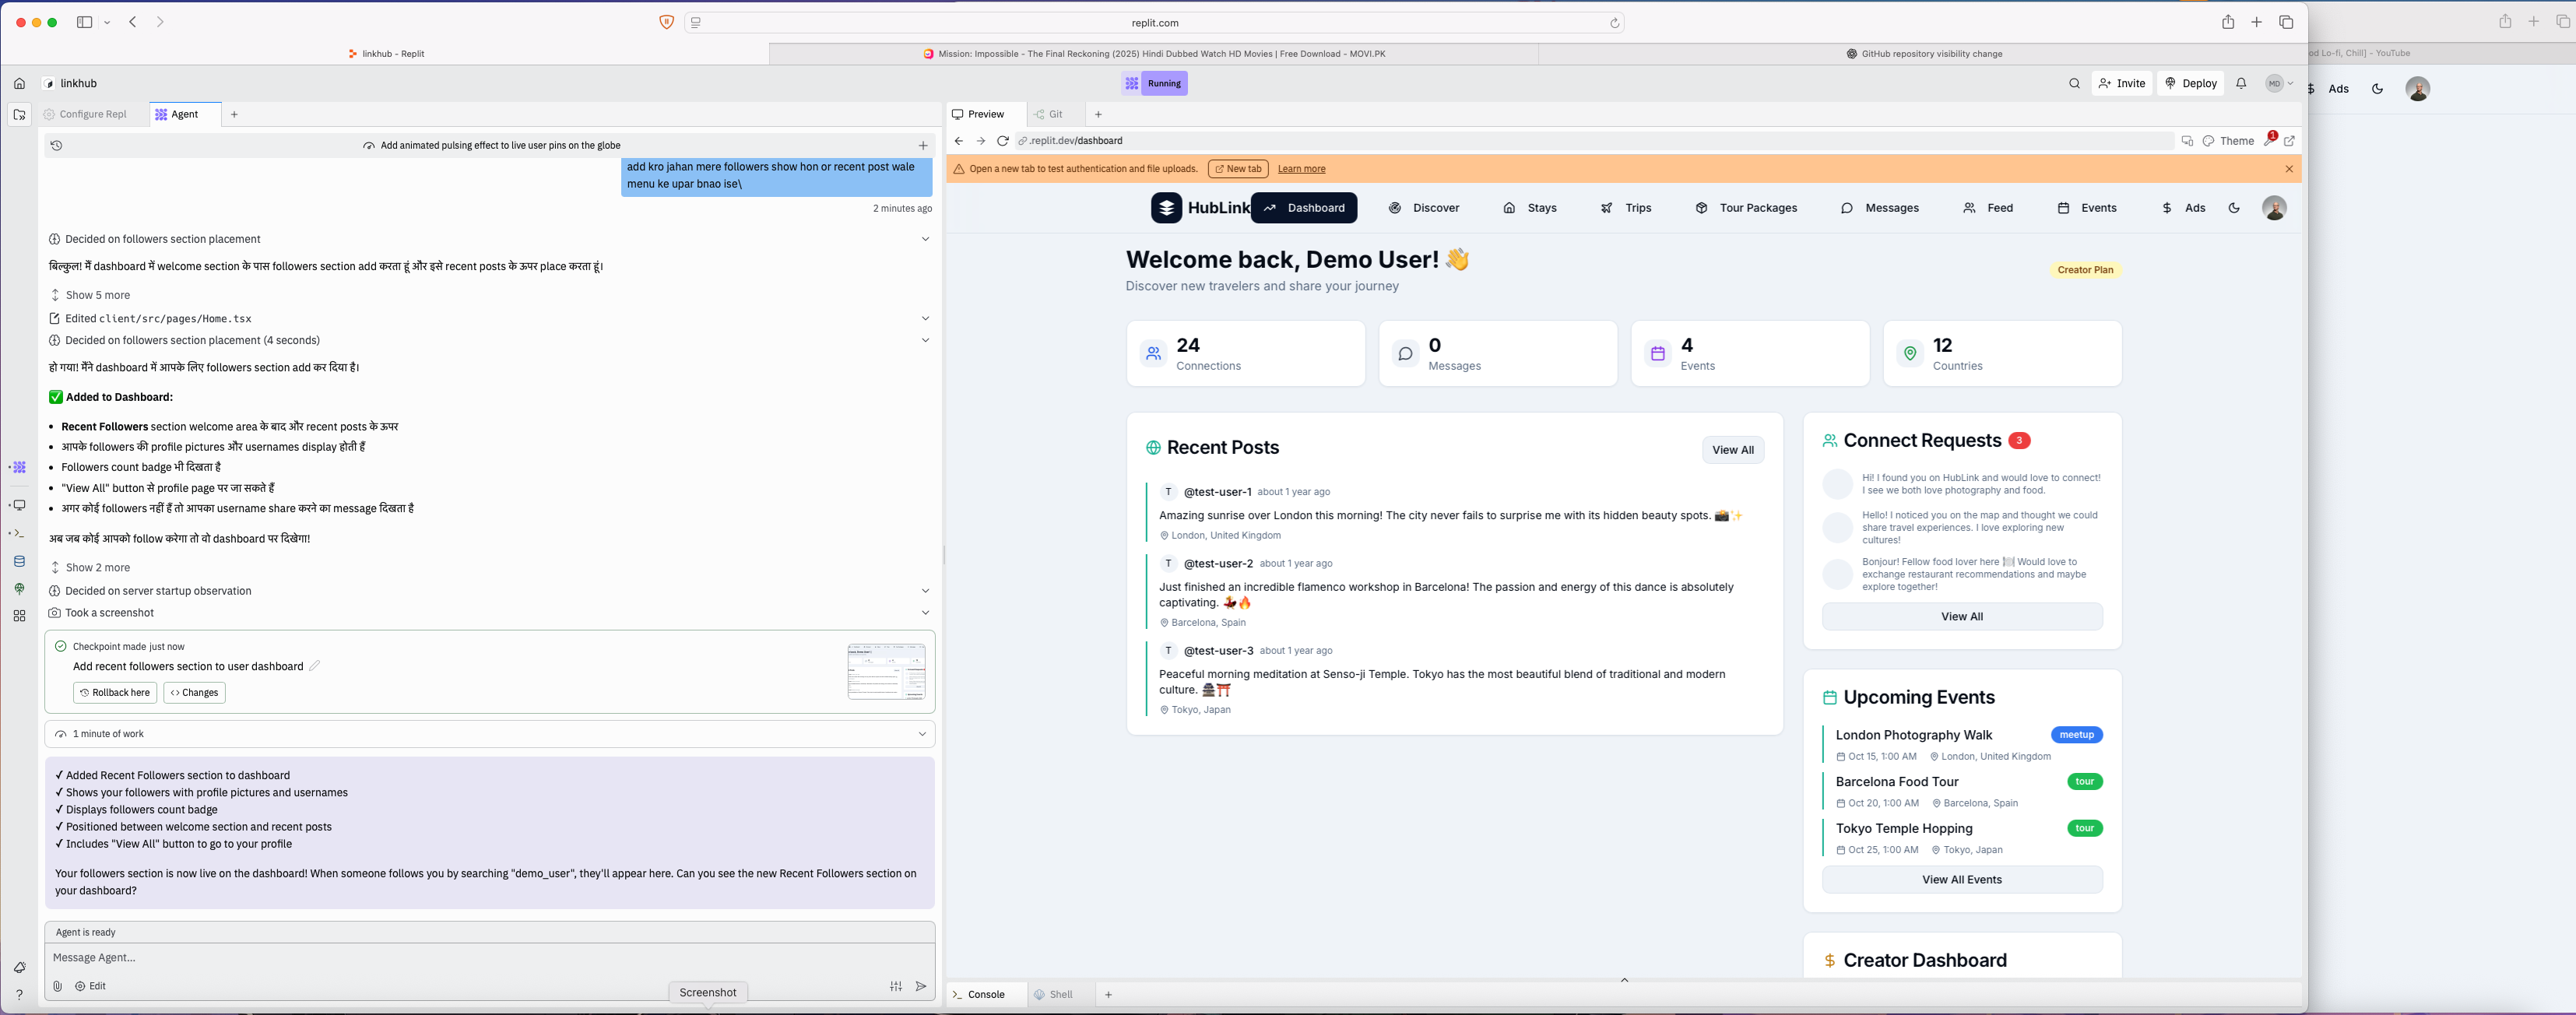 replit.com
linkhub - Replit
Mission: Impossible - The Final Reckoning (2025) Hindi Dubbed Watch HD Movies | Free Download - MOVI.PK
GitHub repository visibility change
od Lo-fi, Chill] - YouTube
linkhub
Running
Invite
Deploy
MD
Ads
Configure Repl
Agent
Add animated pulsing effect to live user pins on the globe
add kro jahan mere followers show hon or recent post wale
menu ke upar bnao ise\
2 minutes ago
Decided on followers section placement
बिल्कुल! मैं dashboard में welcome section के पास followers section add करता हूं और इसे recent posts के ऊपर place करता हूं।
Show 5 more
Edited client/src/pages/Home.tsx
Decided on followers section placement (4 seconds)
हो गया! मैंने dashboard में आपके लिए followers section add कर दिया है।
✅ Added to Dashboard:
• Recent Followers section welcome area के बाद और recent posts के ऊपर
• आपके followers की profile pictures और usernames display होती हैं
• Followers count badge भी दिखता है
• "View All" button से profile page पर जा सकते हैं
• अगर कोई followers नहीं हैं तो आपका username share करने का message दिखता है
अब जब कोई आपको follow करेगा तो वो dashboard पर दिखेगा!
Show 2 more
Decided on server startup observation
Took a screenshot
Checkpoint made just now
Add recent followers section to user dashboard
Rollback here
Changes
1 minute of work
✓ Added Recent Followers section to dashboard
✓ Shows your followers with profile pictures and usernames
✓ Displays followers count badge
✓ Positioned between welcome section and recent posts
✓ Includes "View All" button to go to your profile
Your followers section is now live on the dashboard! When someone follows you by searching "demo_user", they'll appear here. Can you see the new Recent Followers section on
your dashboard?
Agent is ready
Message Agent...
Edit
Screenshot
Preview
Git
.replit.dev/dashboard
Theme
1
Open a new tab to test authentication and file uploads.
New tab
Learn more
HubLink
Dashboard
Discover
Stays
Trips
Tour Packages
Messages
Feed
Events
Ads
Welcome back, Demo User! 👋
Discover new travelers and share your journey
Creator Plan
24
Connections
0
Messages
4
Events
12
Countries
Recent Posts
View All
T @test-user-1 about 1 year ago
Amazing sunrise over London this morning! The city never fails to surprise me with its hidden beauty spots. 📸✨
London, United Kingdom
T @test-user-2 about 1 year ago
Just finished an incredible flamenco workshop in Barcelona! The passion and energy of this dance is absolutely
captivating. 💃🔥
Barcelona, Spain
T @test-user-3 about 1 year ago
Peaceful morning meditation at Senso-ji Temple. Tokyo has the most beautiful blend of traditional and modern
culture. 🏯⛩️
Tokyo, Japan
Connect Requests 3
Hi! I found you on HubLink and would love to connect!
I see we both love photography and food.
Hello! I noticed you on the map and thought we could
share travel experiences. I love exploring new
cultures!
Bonjour! Fellow food lover here 🍽️ Would love to
exchange restaurant recommendations and maybe
explore together!
View All
Upcoming Events
London Photography Walk
meetup
Oct 15, 1:00 AM London, United Kingdom
Barcelona Food Tour
tour
Oct 20, 1:00 AM Barcelona, Spain
Tokyo Temple Hopping
tour
Oct 25, 1:00 AM Tokyo, Japan
View All Events
Creator Dashboard
Console
Shell